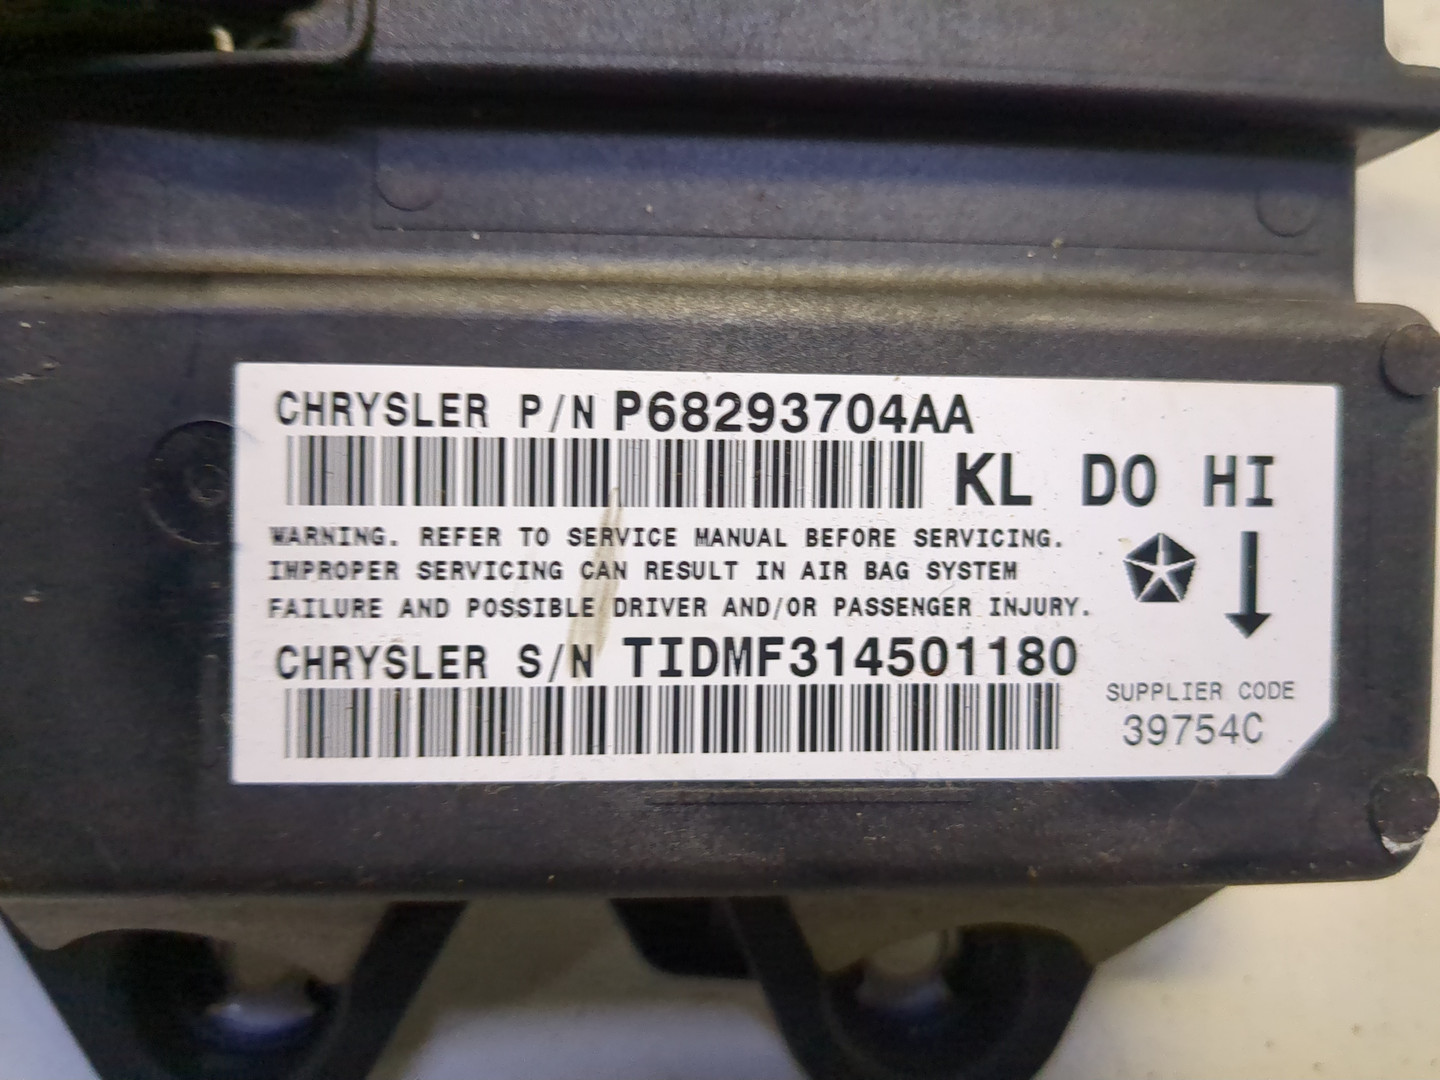 CHRYSLER P/N P68293704AA
KL DO HI
WARNING. REFER TO SERVICE MANUAL BEFORE SERVICING.
IMPROPER SERVICING CAN RESULT IN AIR BAG SYSTEM
FAILURE AND POSSIBLE DRIVER AND/OR PASSENGER INJURY.
CHRYSLER S/N TIDMF314501180
SUPPLIER CODE
39754C